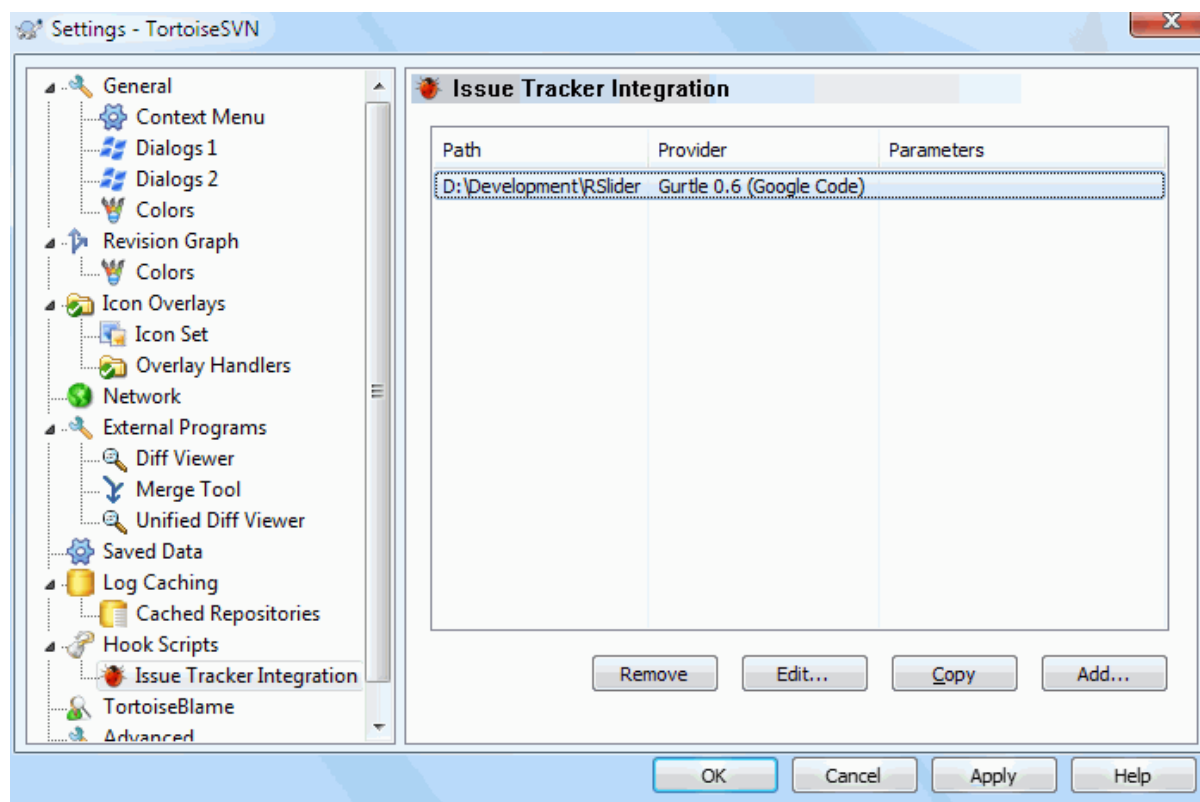 Settings - TortoiseSVN
General
Context Menu
Dialogs 1
Dialogs 2
Colors
Revision Graph
Colors
Icon Overlays
Icon Set
Overlay Handlers
Network
External Programs
Diff Viewer
Merge Tool
Unified Diff Viewer
Saved Data
Log Caching
Cached Repositories
Hook Scripts
Issue Tracker Integration
TortoiseBlame
Advanced
Issue Tracker Integration
Path Provider Parameters
D:\Development\RSlider Gurtle 0.6 (Google Code)
Remove Edit... Copy Add...
OK Cancel Apply Help